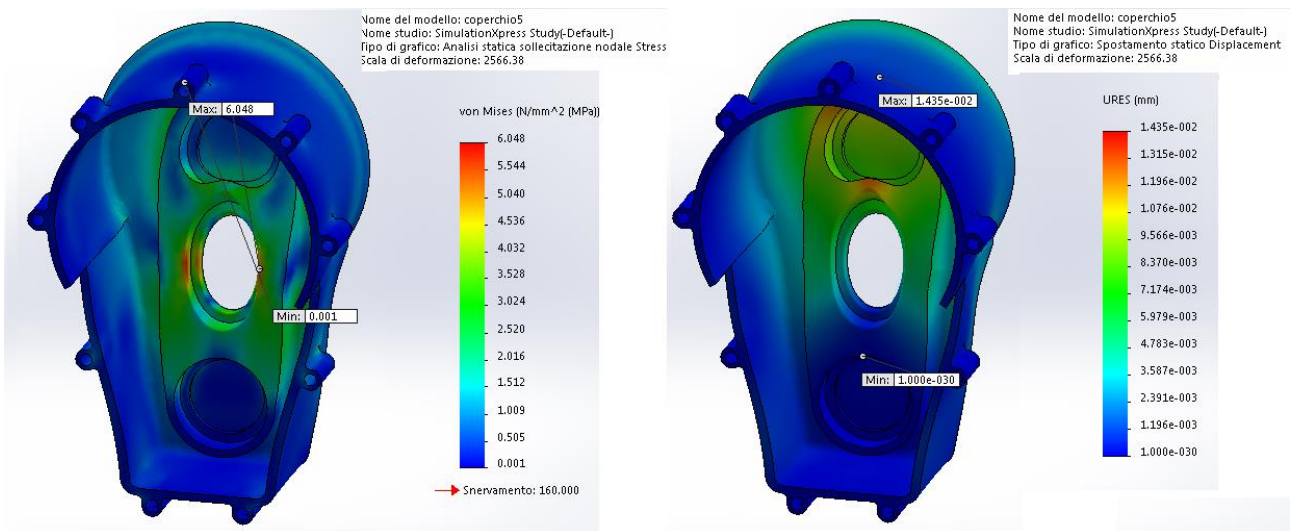 Nome del modello: coperchio5
Nome studio: SimulationXpress Study(-Default-)
Tipo di grafico: Analisi statica sollecitazione nodale Stress
Scala di deformazione: 2566.38
Max: 6.048
von Mises (N/mm^2 (MPa))
6.048
5.544
5.040
4.536
4.032
3.528
3.024
2.520
2.016
1.512
1.009
0.505
0.001
Min: 0.001
Snervamento: 160.000
Nome del modello: coperchio5
Nome studio: SimulationXpress Study(-Default-)
Tipo di grafico: Spostamento statico Displacement
Scala di deformazione: 2566.38
Max: 1.435e-002
URES (mm)
1.435e-002
1.315e-002
1.196e-002
1.076e-002
9.566e-003
8.370e-003
7.174e-003
5.979e-003
4.783e-003
3.587e-003
2.391e-003
1.196e-003
1.000e-030
Min: 1.000e-030